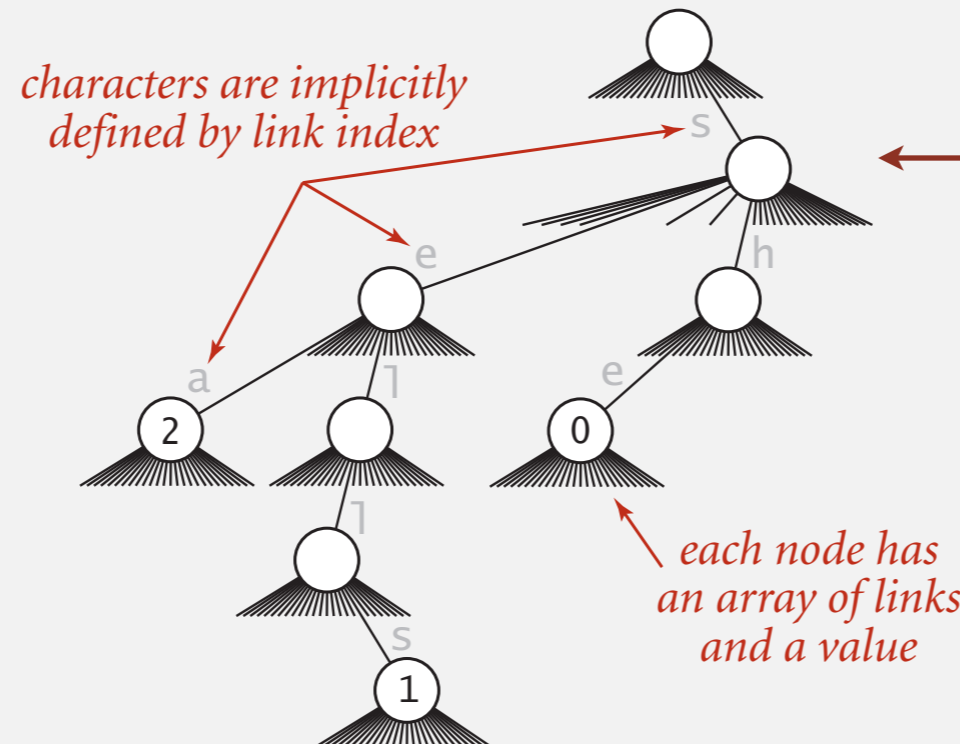 characters are implicitly
defined by link index
s
e
h
a
l
e
2
0
l
each node has
an array of links
and a value
s
1